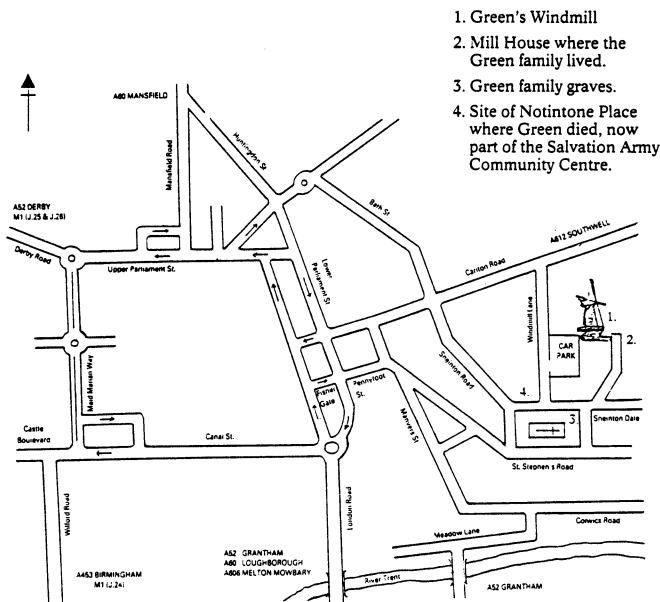 1. Green's Windmill
2. Mill House where the
Green family lived.
3. Green family graves.
4. Site of Notintone Place
where Green died, now
part of the Salvation Army
Community Centre.
A60 MANSFIELD
Mansfield Road
Huntingdon St
Bath St
A52 DERBY
M1 (J.25 & J.26)
Derby Road
Upper Parliament St.
Lower
Parliament St
A612 SOUTHWELL
Carlton Road
Windmill Lane
1.
2.
CAR
PARK
Maid Marian Way
Sneinton Road
Fisher
Gate
Pennyfoot
St.
4.
3.
Sneinton Dale
Castle
Boulevard
Canal St.
Manvers St
St. Stephen's Road
Wilford Road
London Road
Meadow Lane
Colwick Road
A52 GRANTHAM
A60 LOUGHBOROUGH
A606 MELTON MOWBARY
A453 BIRMINGHAM
M1 (J.24)
River Trent
A52 GRANTHAM